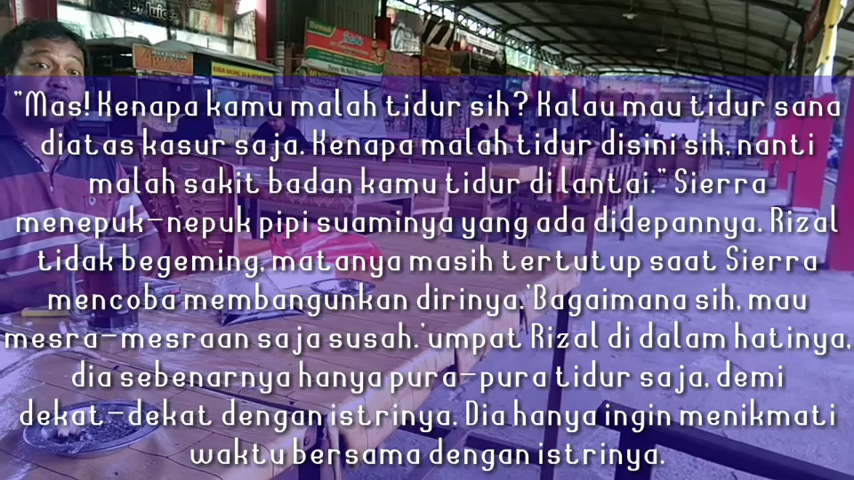 "Mas! Kenapa kamu malah tidur sih? Kalau mau tidur sana
diatas kasur saja. Kenapa malah tidur disini sih, nanti
malah sakit badan kamu tidur di lantai." Sierra
menepuk-nepuk pipi suaminya yang ada didepannya. Rizal
tidak begeming, matanya masih tertutup saat Sierra
mencoba membangunkan dirinya.'Bagaimana sih, mau
mesra-mesraan saja susah.'umpat Rizal di dalam hatinya,
dia sebenarnya hanya pura-pura tidur saja, demi
dekat-dekat dengan istrinya. Dia hanya ingin menikmati
waktu bersama dengan istrinya.